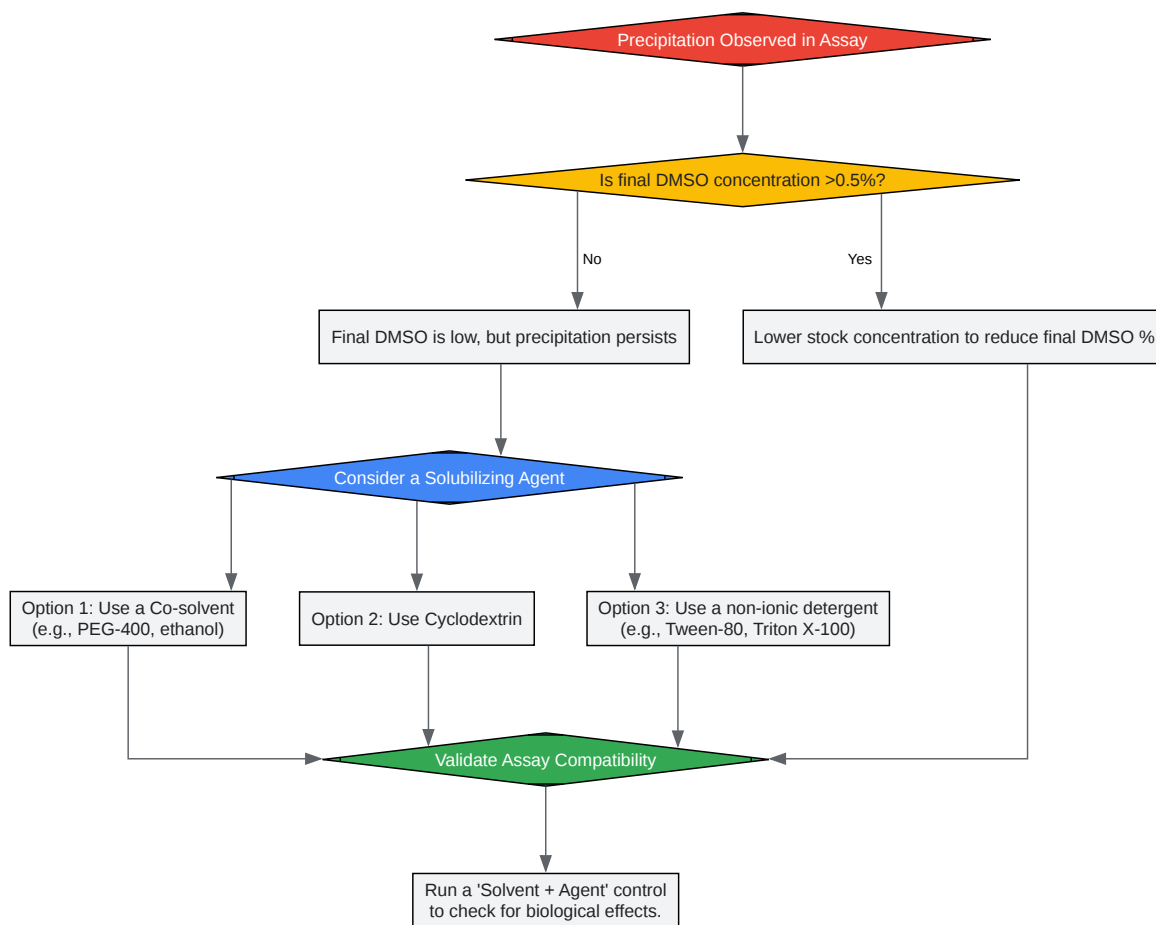 Precipitation Observed in Assay
Is final DMSO concentration >0.5%?
No
Yes
Final DMSO is low, but precipitation persists
Lower stock concentration to reduce final DMSO %
Consider a Solubilizing Agent
Option 1: Use a Co-solvent
(e.g., PEG-400, ethanol)
Option 2: Use Cyclodextrin
Option 3: Use a non-ionic detergent
(e.g., Tween-80, Triton X-100)
Validate Assay Compatibility
Run a 'Solvent + Agent' control
to check for biological effects.